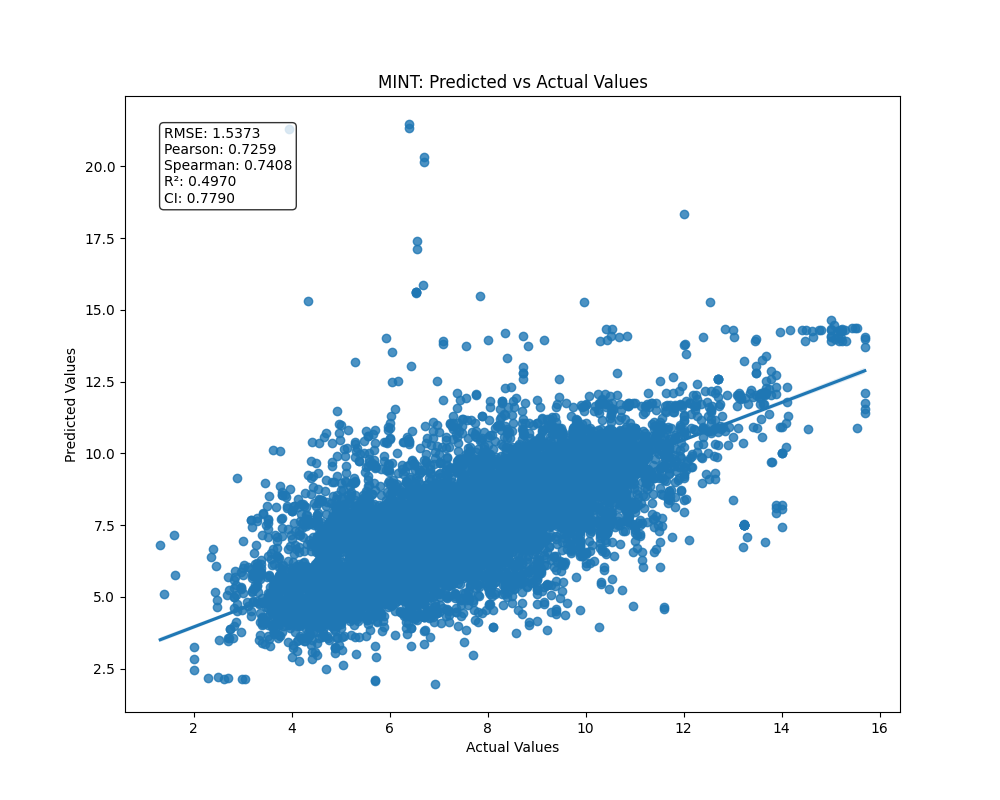 MINT: Predicted vs Actual Values
RMSE: 1.5373
Pearson: 0.7259
Spearman: 0.7408
R²: 0.4970
CI: 0.7790
20.0
17.5
15.0
12.5
10.0
7.5
5.0
2.5
Predicted Values
2 4 6 8 10 12 14 16
Actual Values